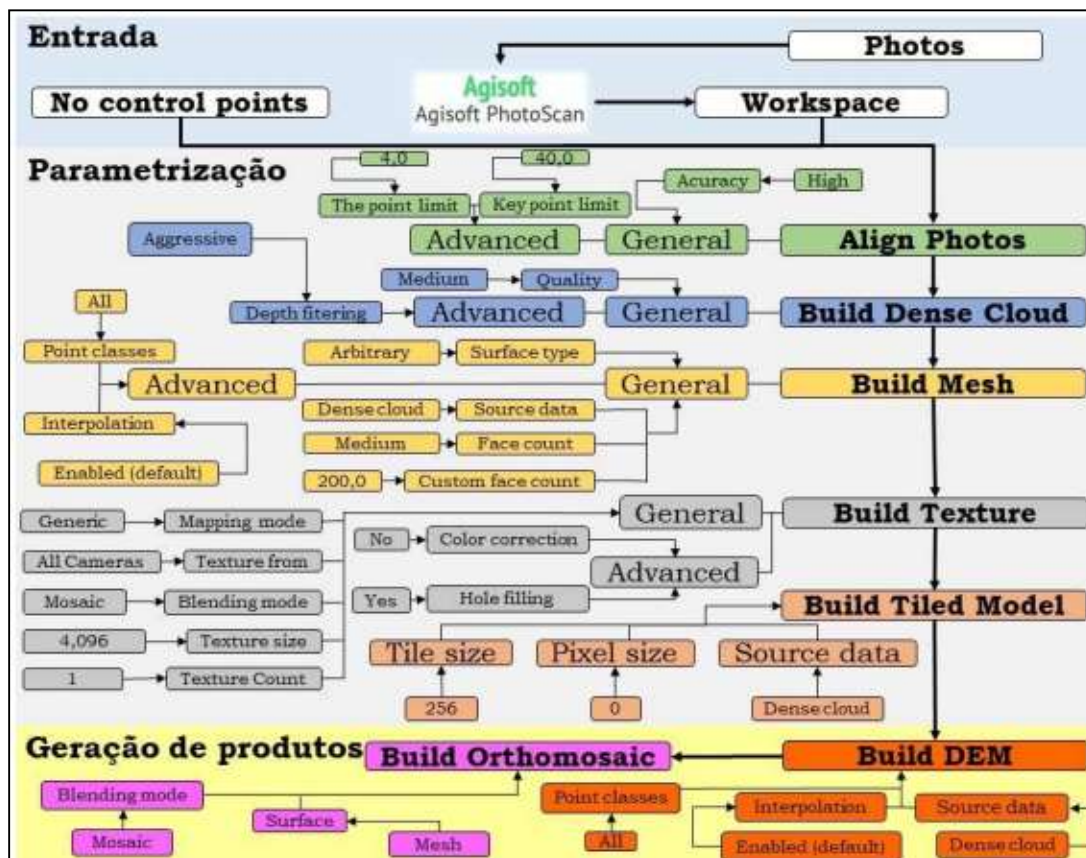 Entrada
Photos
Agisoft
Agisoft PhotoScan
No control points
Workspace
Parametrização
4,0
40,0
Acuracy
High
The point limit
Key point limit
Advanced
General
Align Photos
Aggressive
Medium
Quality
Depth fitering
Advanced
General
Build Dense Cloud
All
Point classes
Arbitrary
Surface type
Advanced
General
Build Mesh
Interpolation
Dense cloud
Source data
Medium
Face count
Enabled (default)
200,0
Custom face count
Generic
Mapping mode
General
Build Texture
No
Color correction
All Cameras
Texture from
Advanced
Mosaic
Blending mode
Yes
Hole filling
Build Tiled Model
4,096
Texture size
Tile size
Pixel size
Source data
1
Texture Count
256
0
Dense cloud
Geração de produtos
Build Orthomosaic
Build DEM
Blending mode
Point classes
Interpolation
Source data
Surface
Mosaic
Mesh
All
Enabled (default)
Dense cloud